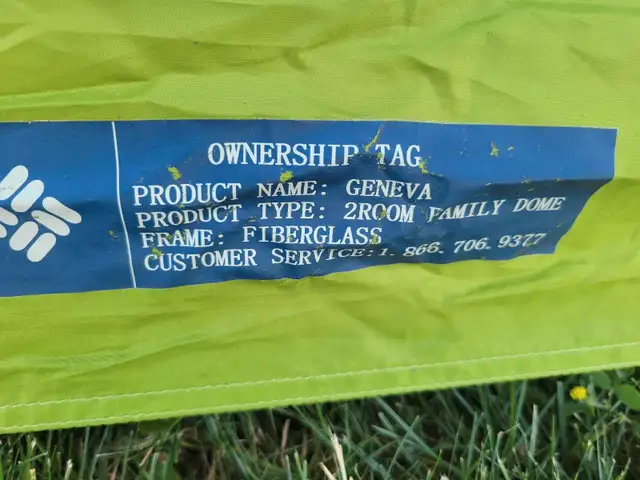 OWNERSHIP TAG
PRODUCT NAME: GENEVA
PRODUCT TYPE: 2ROOM FAMILY DOME
FRAME: FIBERGLASS
CUSTOMER SERVICE:1.866.706.9377